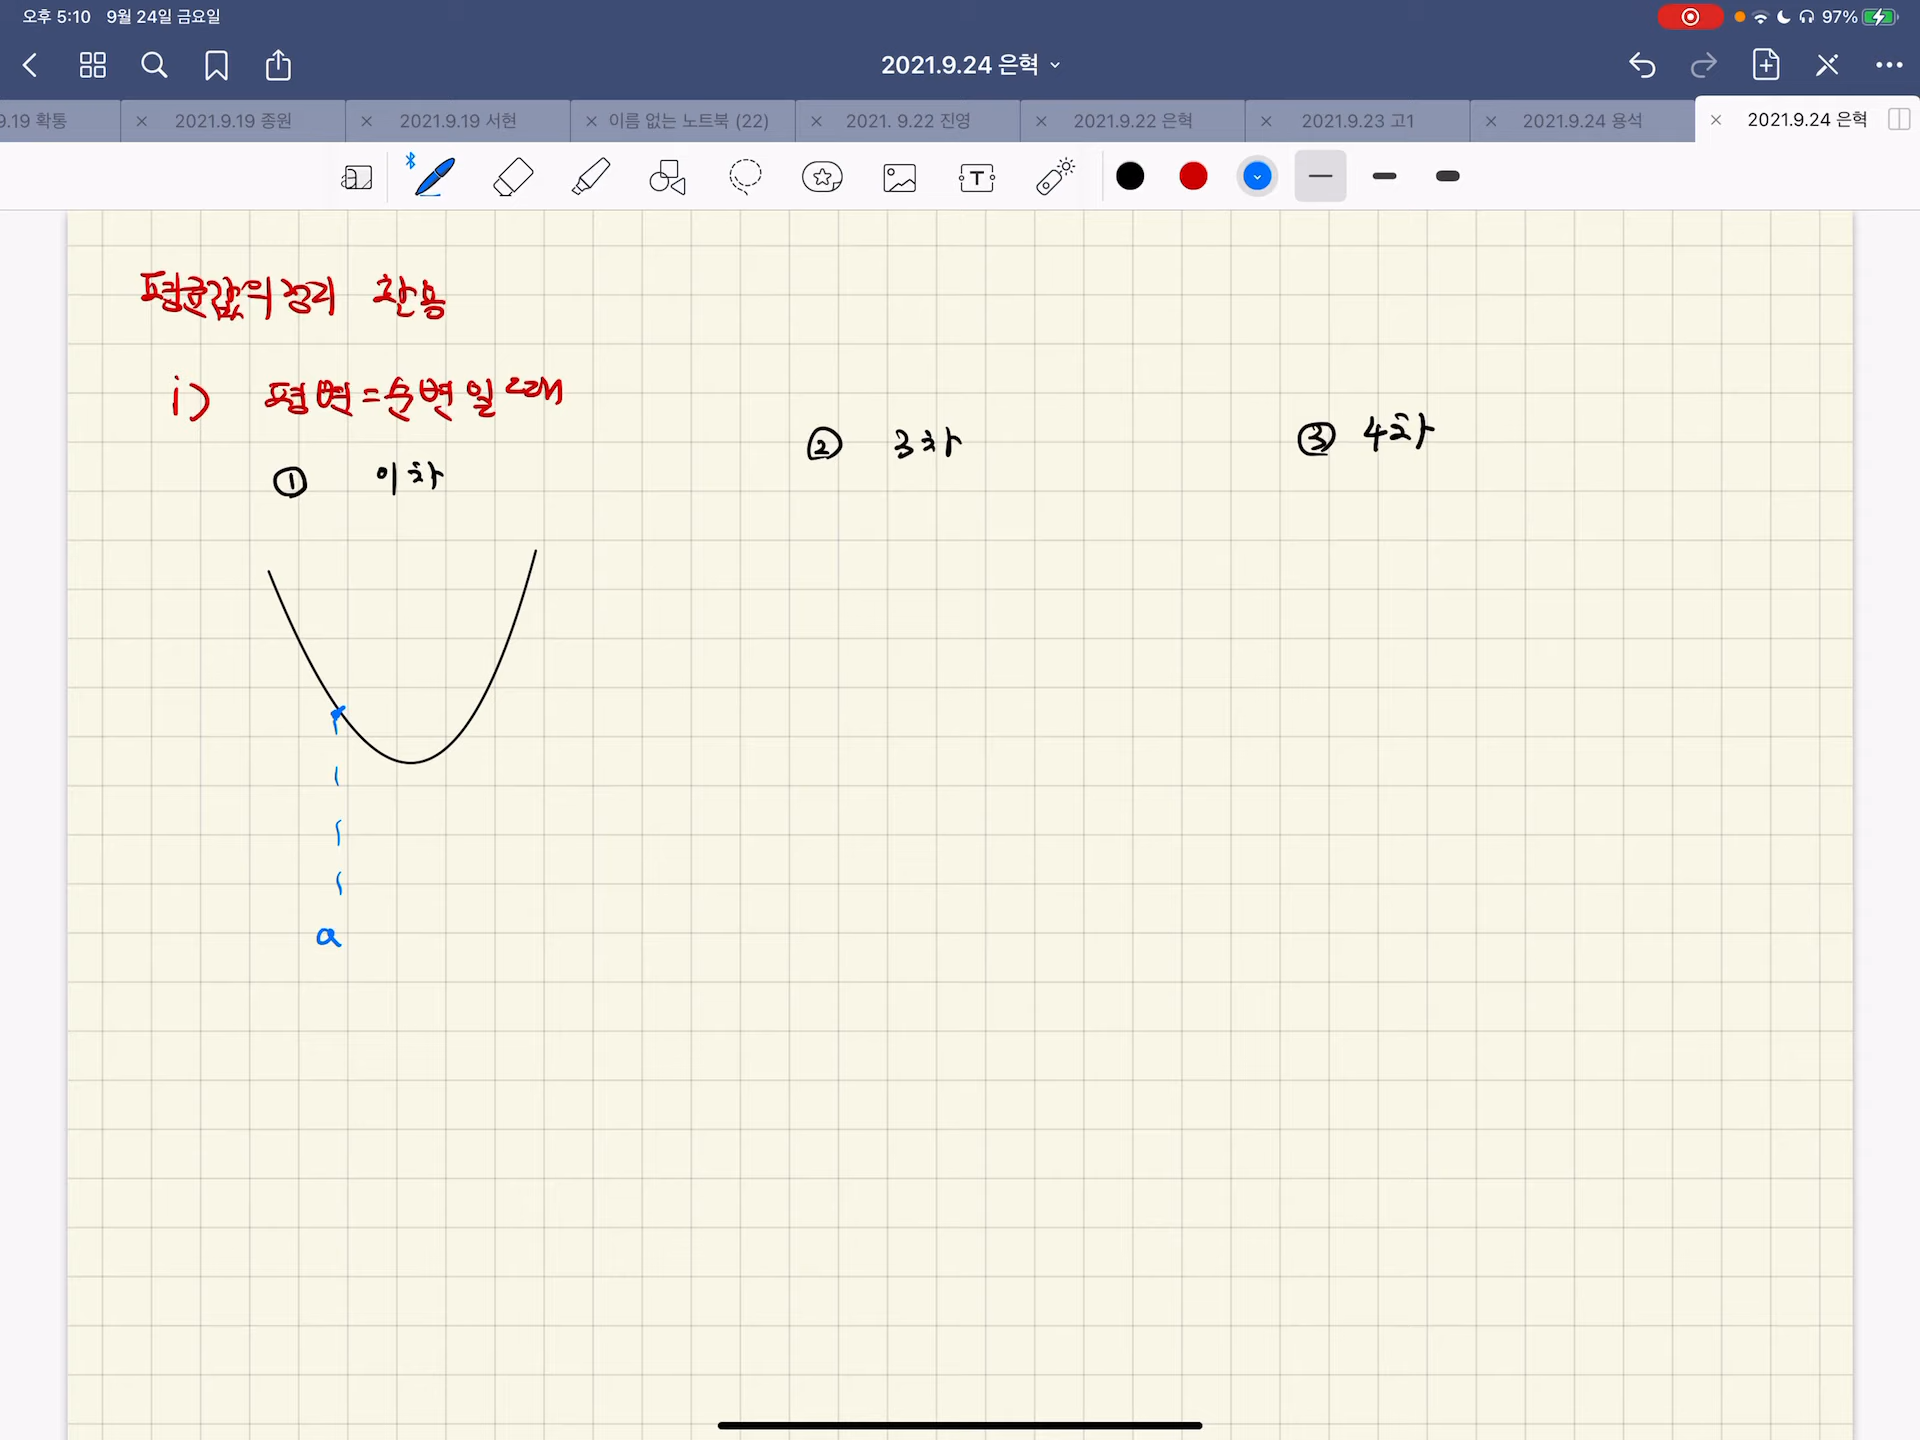 오후 5:10 9월 24일 금요일
97%
2021.9.24 은혁
9.19 확통
2021.9.19 종원
2021.9.19 서현
이름 없는 노트북 (22)
2021. 9.22 진영
2021.9.22 은혁
2021.9.23 고1
2021.9.24 용석
2021.9.24 은혁
T
평균값의 정리 활용
i) 평변=순변일 때
① 이차
② 3차
③ 4차
a